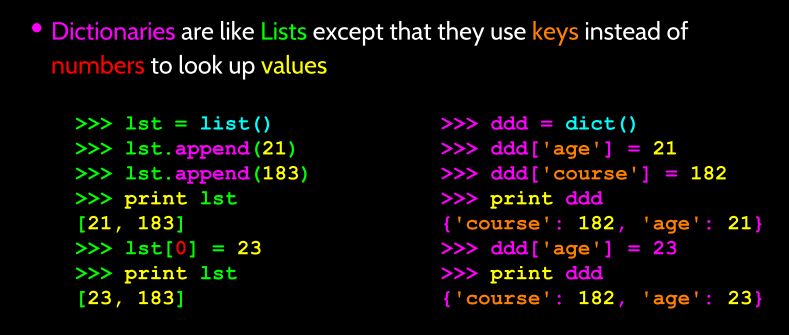 • Dictionaries are like Lists except that they use keys instead of
numbers to look up values
>>> lst = list()
>>> lst.append(21)
>>> lst.append(183)
>>> print lst
[21, 183]
>>> lst[0] = 23
>>> print lst
[23, 183]
>>> ddd = dict()
>>> ddd['age'] = 21
>>> ddd['course'] = 182
>>> print ddd
{'course': 182, 'age': 21}
>>> ddd['age'] = 23
>>> print ddd
{'course': 182, 'age': 23}